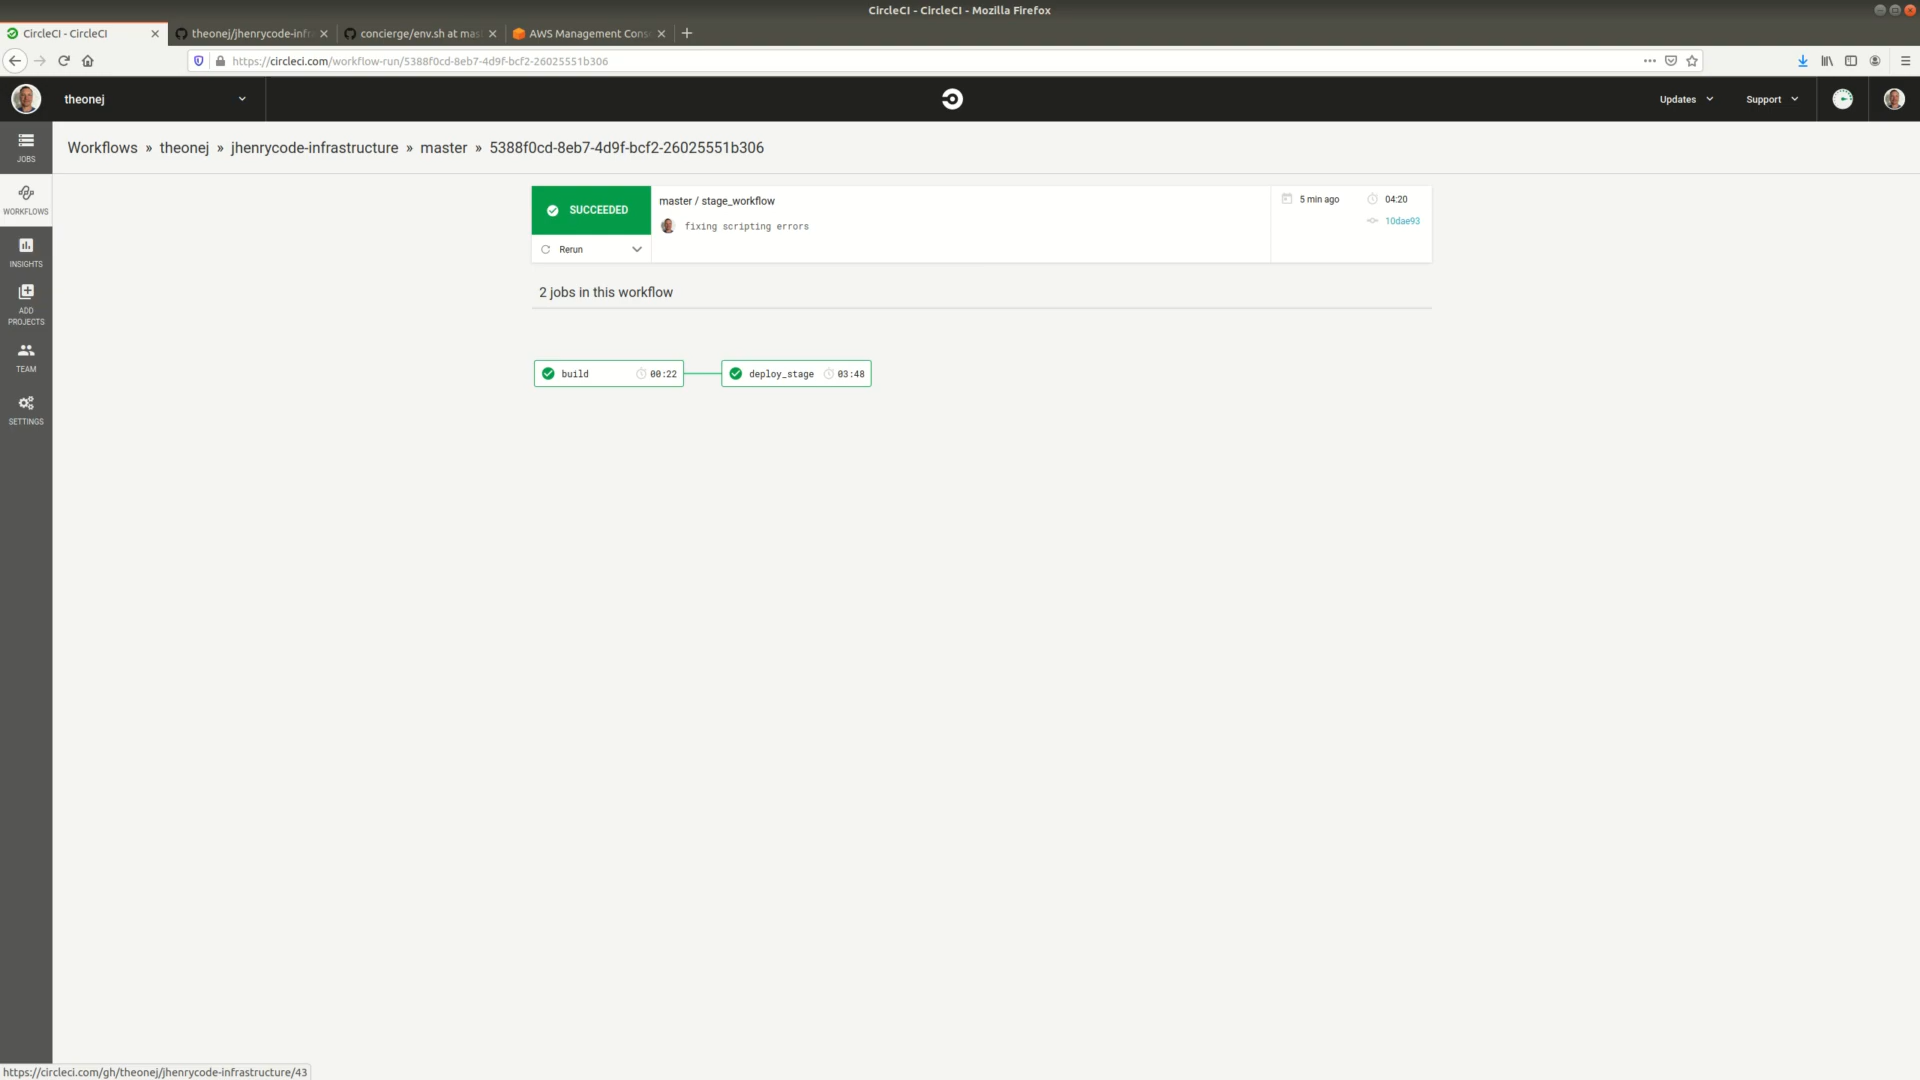 CircleCI - CircleCI - Mozilla Firefox
CircleCI - CircleCI
theonej/jhenrycode-infr
concierge/env.sh at mas
AWS Management Cons
https://circleci.com/workflow-run/5388f0cd-8eb7-4d9f-bcf2-26025551b306
theonej
Updates
Support
JOBS
WORKFLOWS
INSIGHTS
ADD
PROJECTS
TEAM
SETTINGS
Workflows » theonej » jhenrycode-infrastructure » master » 5388f0cd-8eb7-4d9f-bcf2-26025551b306
SUCCEEDED
Rerun
master / stage_workflow
fixing scripting errors
5 min ago
04:20
10dae93
2 jobs in this workflow
build 00:22
deploy_stage 03:48
https://circleci.com/gh/theonej/jhenrycode-infrastructure/43